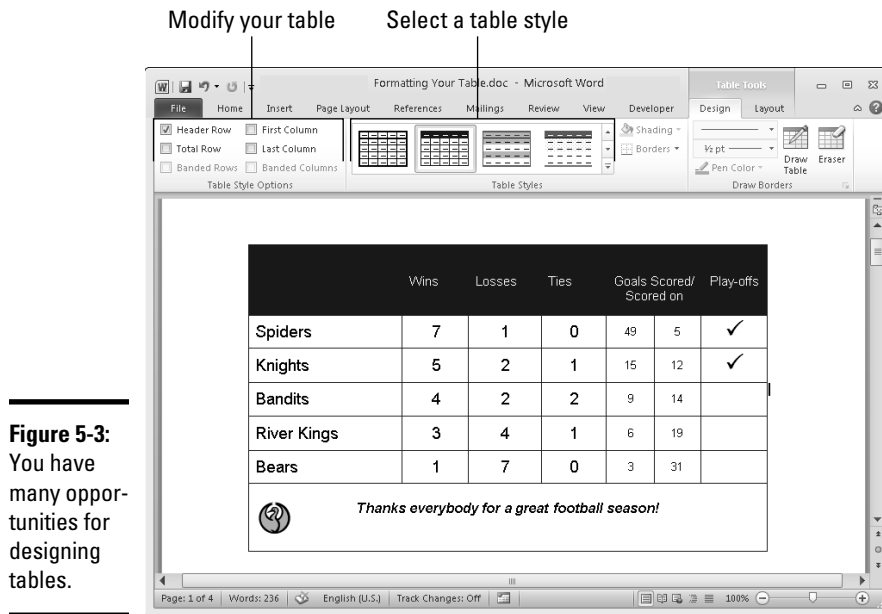 Modify your table
Select a table style
Formatting Your Table.doc - Microsoft Word
Table Tools
File Home Insert Page Layout References Mailings Review View Developer Design Layout
Header Row First Column
Total Row Last Column
Banded Rows Banded Columns
Table Style Options
Table Styles
Shading
Borders
½ pt
Pen Color
Draw Table
Eraser
Draw Borders
Wins Losses Ties Goals Scored/ Play-offs
Scored on
Spiders 7 1 0 49 5 ✓
Knights 5 2 1 15 12 ✓
Bandits 4 2 2 9 14
River Kings 3 4 1 6 19
Bears 1 7 0 3 31
Thanks everybody for a great football season!
Page: 1 of 4 Words: 236 English (U.S.) Track Changes: Off 100%
Figure 5-3:
You have
many oppor-
tunities for
designing
tables.